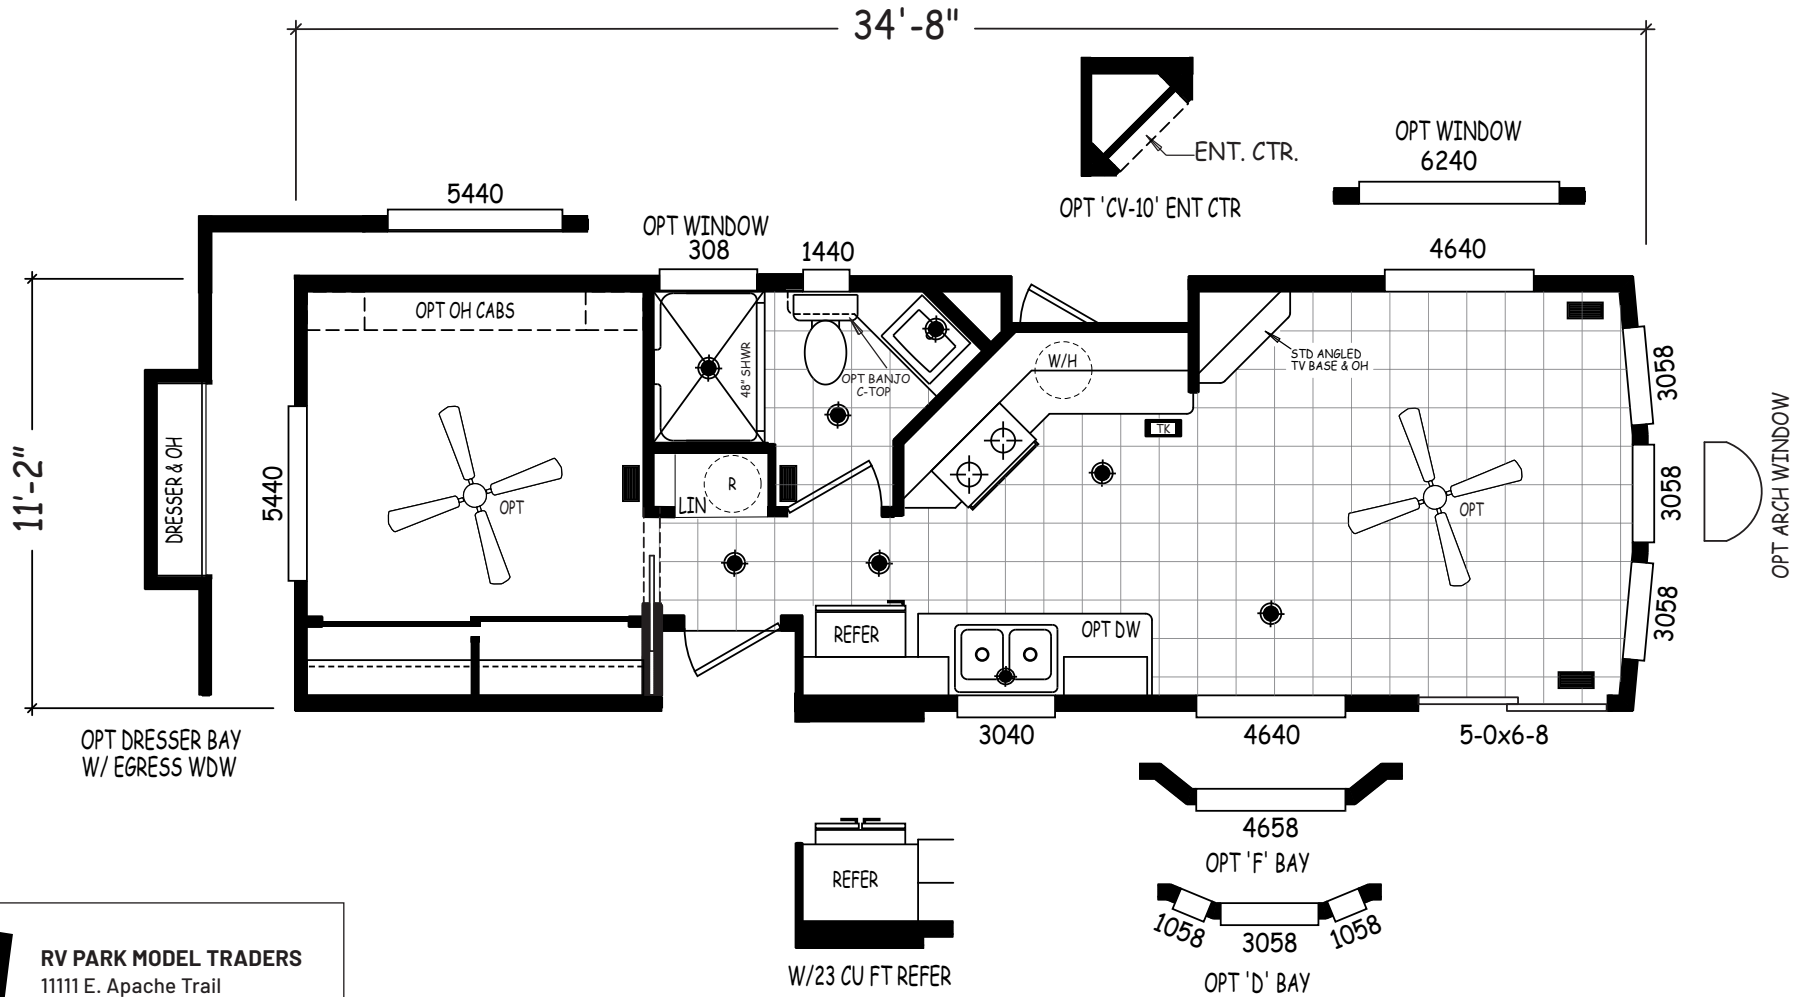 34'-8"
ENT. CTR.
OPT 'CV-10' ENT CTR
OPT WINDOW
6240
5440
OPT WINDOW
308
1440
4640
OPT OH CABS
48" SHWR
OPT BANJO
C-TOP
W/H
STD ANGLED
TV BASE & OH
3058
11'-2"
DRESSER & OH
5440
OPT
LIN
R
TK
OPT
3058
OPT ARCH WINDOW
3058
REFER
OPT DW
3040
4640
5-0x6-8
OPT DRESSER BAY
W/ EGRESS WDW
4658
OPT 'F' BAY
REFER
W/23 CU FT REFER
1058
3058
1058
OPT 'D' BAY
RV PARK MODEL TRADERS
11111 E. Apache Trail